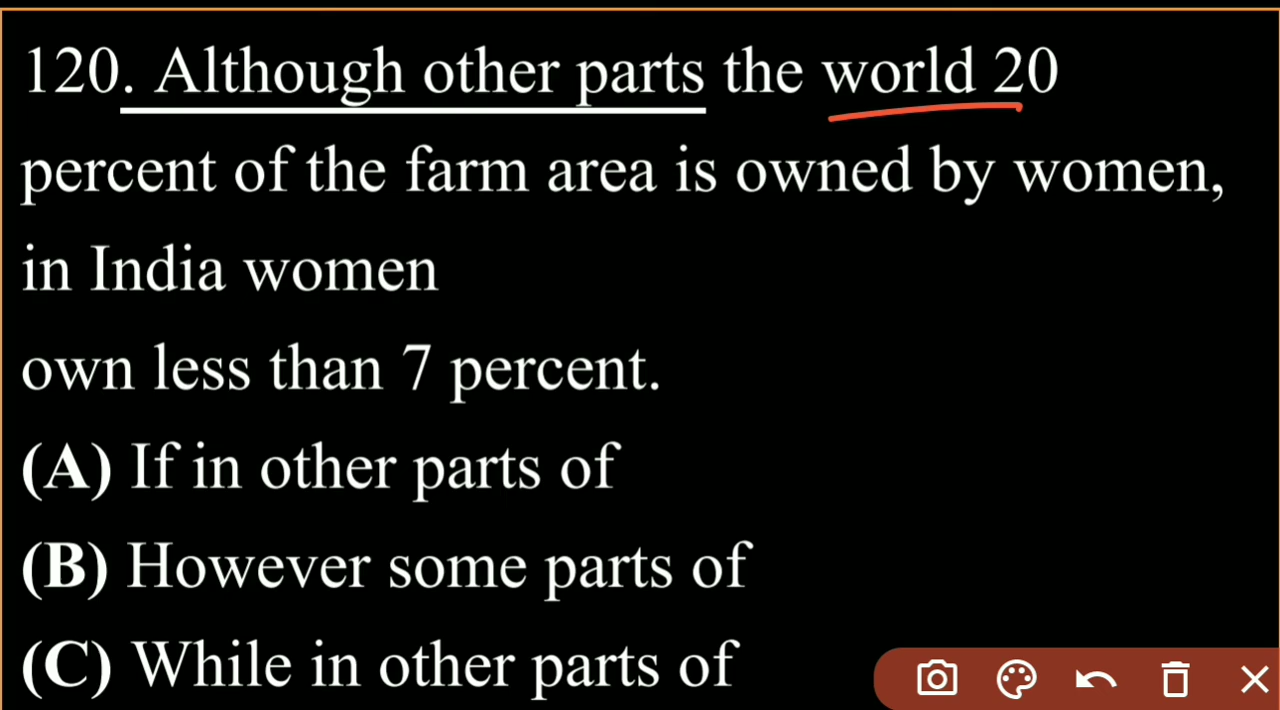 120. Although other parts the world 20
percent of the farm area is owned by women,
in India women
own less than 7 percent.
(A) If in other parts of
(B) However some parts of
(C) While in other parts of